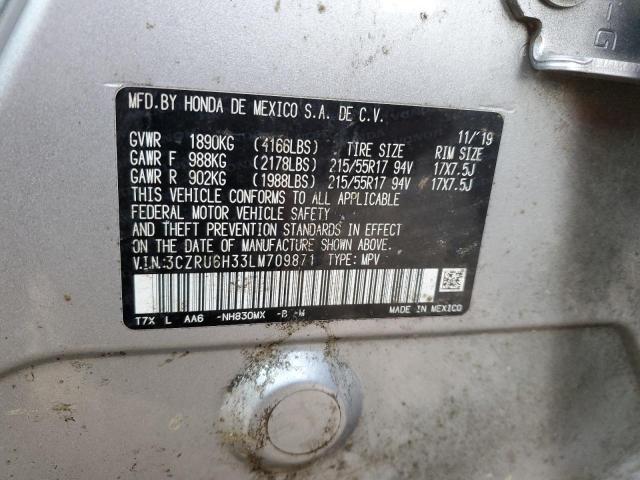 MFD.BY HONDA DE MEXICO S.A. DE C.V.
11/'19
GVWR 1890KG (4166LBS) TIRE SIZE RIM SIZE
GAWR F 988KG (2178LBS) 215/55R17 94V 17X7.5J
GAWR R 902KG (1988LBS) 215/55R17 94V 17X7.5J
THIS VEHICLE CONFORMS TO ALL APPLICABLE
FEDERAL MOTOR VEHICLE SAFETY
AND THEFT PREVENTION STANDARDS IN EFFECT
ON THE DATE OF MANUFACTURE SHOWN ABOVE.
V.I.N.:3CZRU6H33LM709871 TYPE: MPV
T7X L AA6 -NH830MX -B -M MADE IN MEXICO